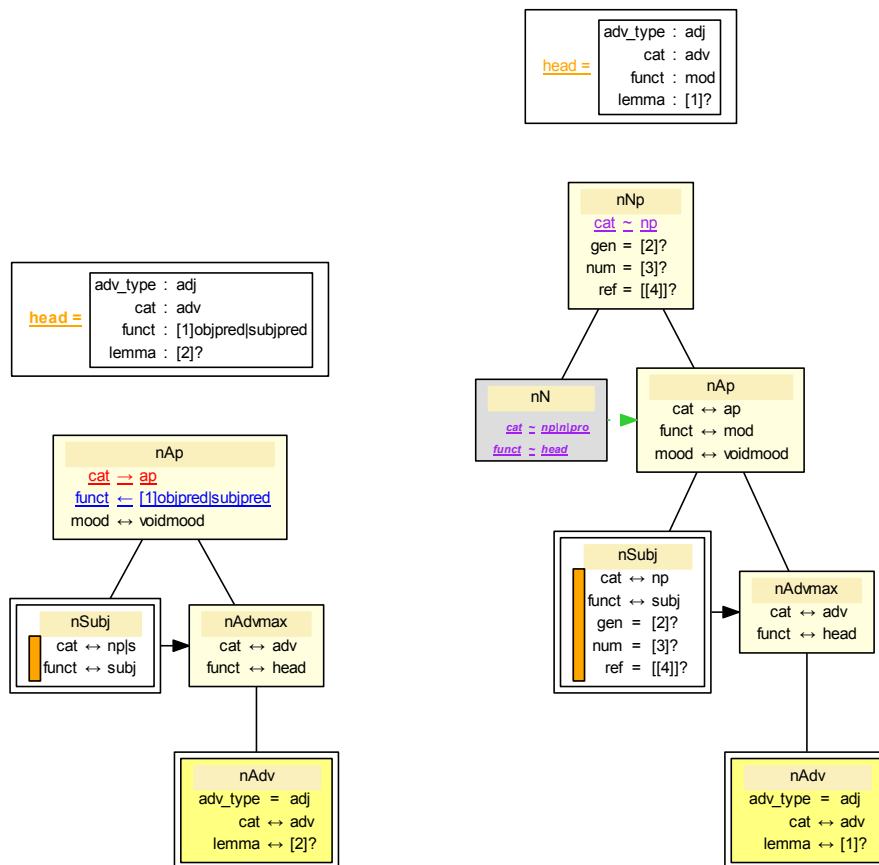 head =
adv_type : adj
cat : adv
funct : [1]objpred|subjpred
lemma : [2]?
nAp
cat → ap
funct ← [1]objpred|subjpred
mood ↔ voidmood
nSubj
cat ↔ np|s
funct ↔ subj
nAdvmax
cat ↔ adv
funct ↔ head
nAdv
adv_type = adj
cat ↔ adv
lemma ↔ [2]?
head =
adv_type : adj
cat : adv
funct : mod
lemma : [1]?
nNp
cat ~ np
gen = [2]?
num = [3]?
ref = [[4]]?
nN
cat ~ np|n|pro
funct ~ head
nAp
cat ↔ ap
funct ↔ mod
mood ↔ voidmood
nSubj
cat ↔ np
funct ↔ subj
gen = [2]?
num = [3]?
ref = [[4]]?
nAdvmax
cat ↔ adv
funct ↔ head
nAdv
adv_type = adj
cat ↔ adv
lemma ↔ [1]?